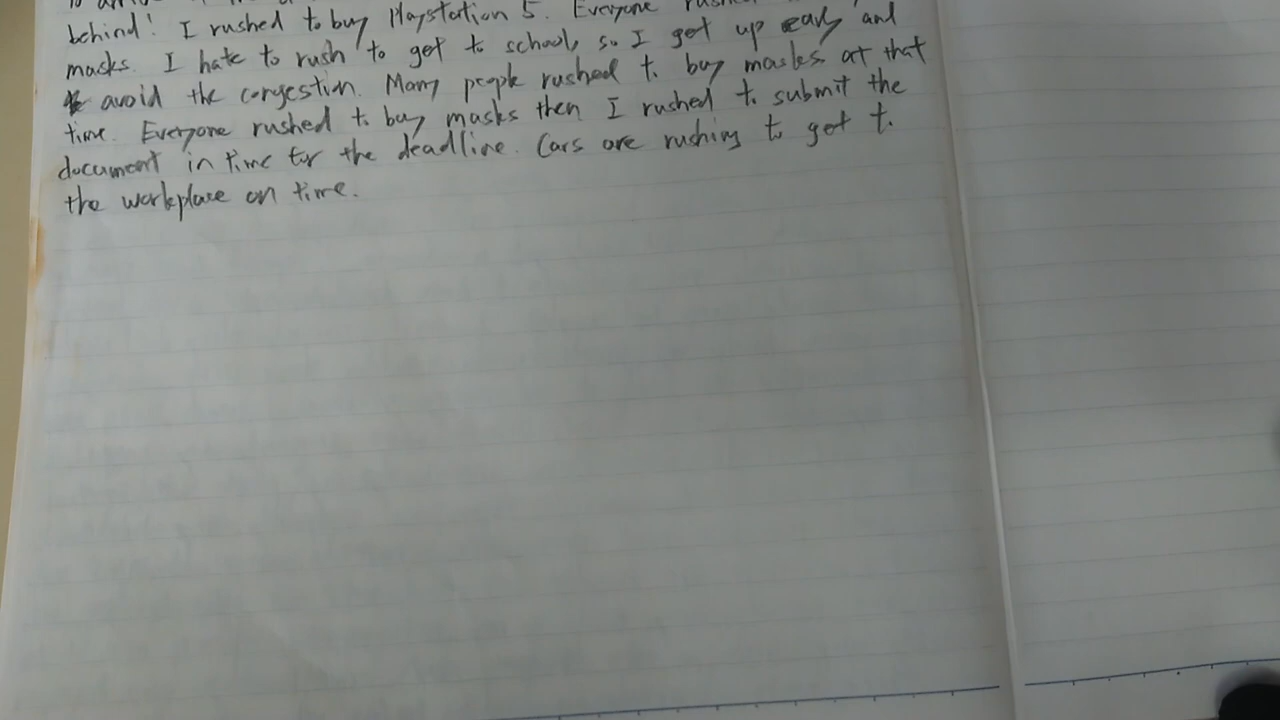 behind! I rushed to buy Playstation 5. Everyone rushed
masks. I hate to rush to get to school, so I get up early and
avoid the congestion. Many people rushed to buy masks at that
time. Everyone rushed to buy masks then I rushed to submit the
document in time for the deadline. Cars are rushing to get to
the workplace on time.